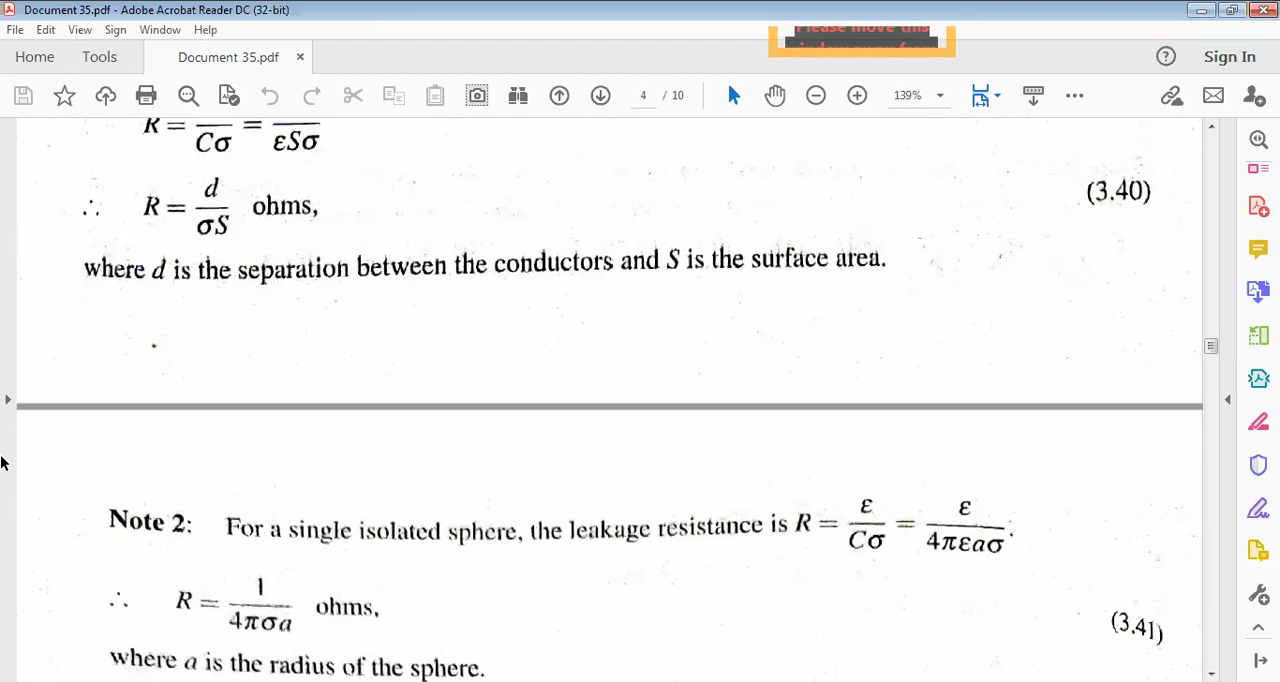 Document 35.pdf - Adobe Acrobat Reader DC (32-bit)
File Edit View Sign Window Help
Please move this
Home Tools Document 35.pdf × Sign In
4 / 10 139%
R = / Cσ = / εSσ
∴ R = d / σS ohms, (3.40)
where d is the separation between the conductors and S is the surface area.
Note 2: For a single isolated sphere, the leakage resistance is R = ε / Cσ = ε / 4πεaσ.
∴ R = 1 / 4πσa ohms, (3.41)
where a is the radius of the sphere.